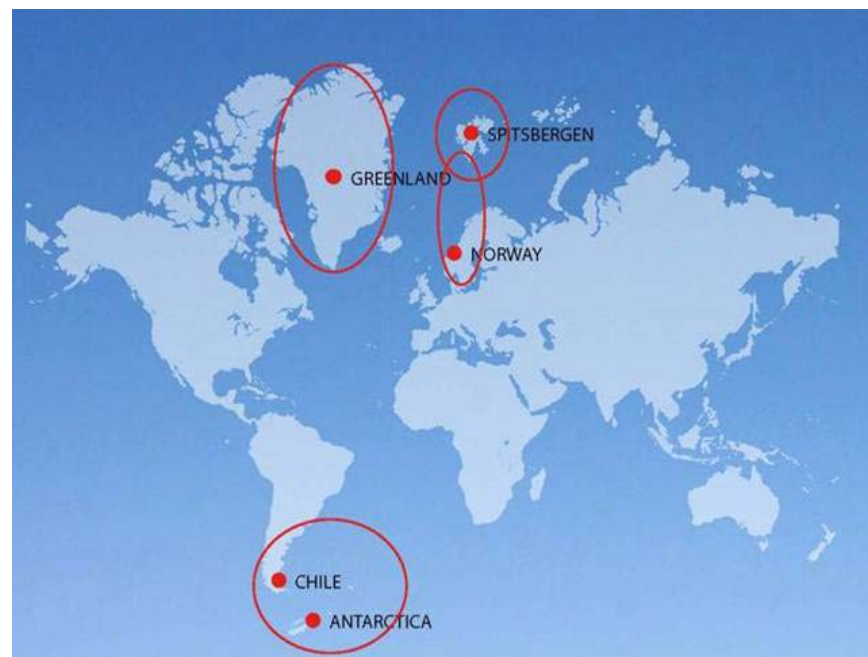 SPITSBERGEN
GREENLAND
NORWAY
CHILE
ANTARCTICA